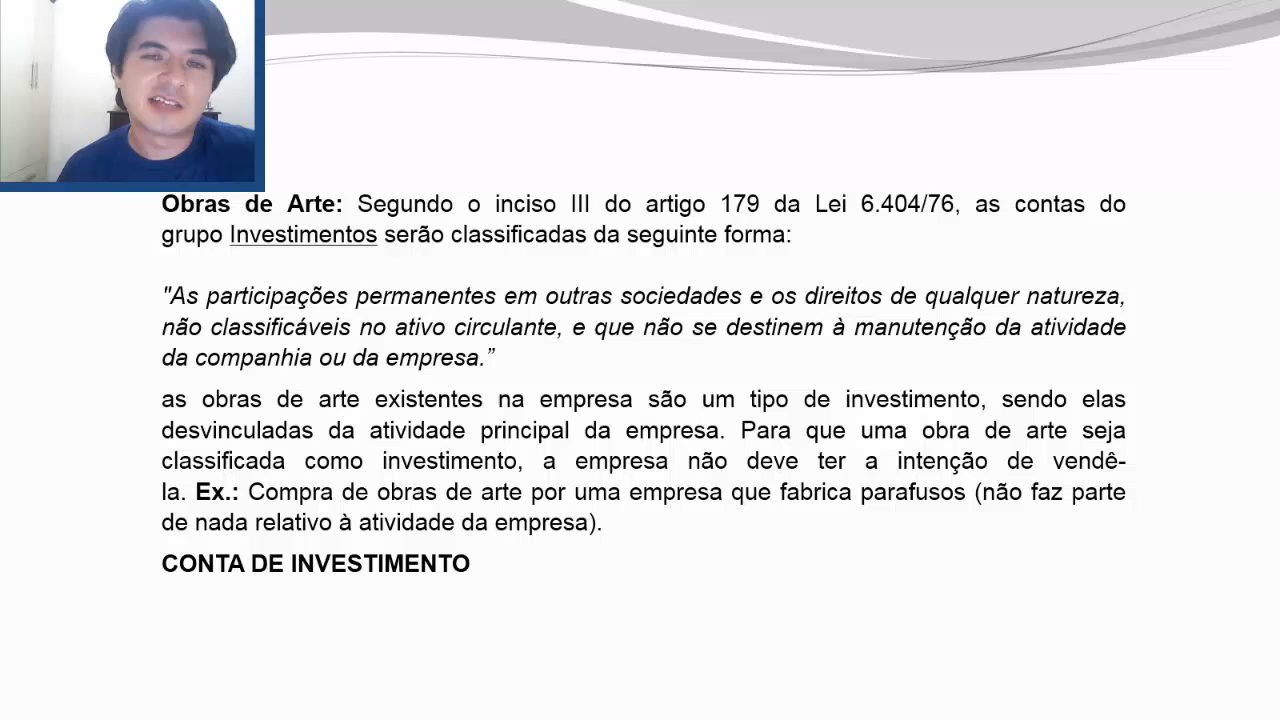 Obras de Arte: Segundo o inciso III do artigo 179 da Lei 6.404/76, as contas do
grupo Investimentos serão classificadas da seguinte forma:
"As participações permanentes em outras sociedades e os direitos de qualquer natureza,
não classificáveis no ativo circulante, e que não se destinem à manutenção da atividade
da companhia ou da empresa.”
as obras de arte existentes na empresa são um tipo de investimento, sendo elas
desvinculadas da atividade principal da empresa. Para que uma obra de arte seja
classificada como investimento, a empresa não deve ter a intenção de vendê-
la. Ex.: Compra de obras de arte por uma empresa que fabrica parafusos (não faz parte
de nada relativo à atividade da empresa).
CONTA DE INVESTIMENTO